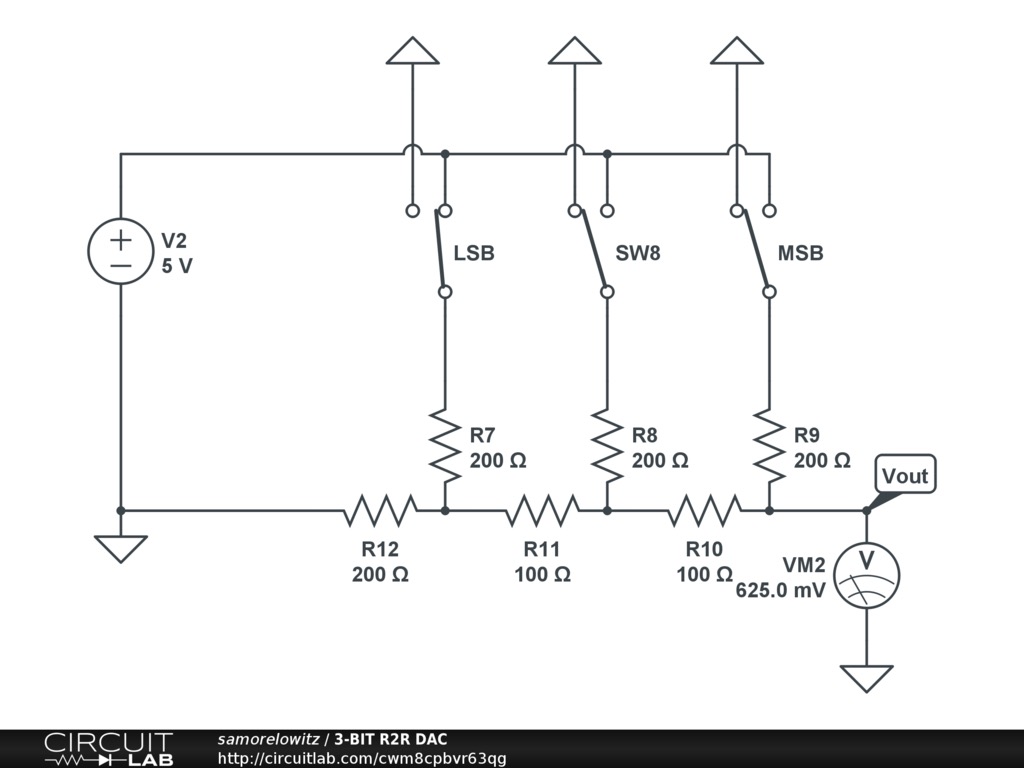 V2
5 V
LSB
SW8
MSB
R7
200 Ω
R8
200 Ω
R9
200 Ω
Vout
R12
200 Ω
R11
100 Ω
R10
100 Ω
VM2
625.0 mV
V
CIRCUIT
LAB
samorelowitz / 3-BIT R2R DAC
http://circuitlab.com/cwm8cpbvr63qg